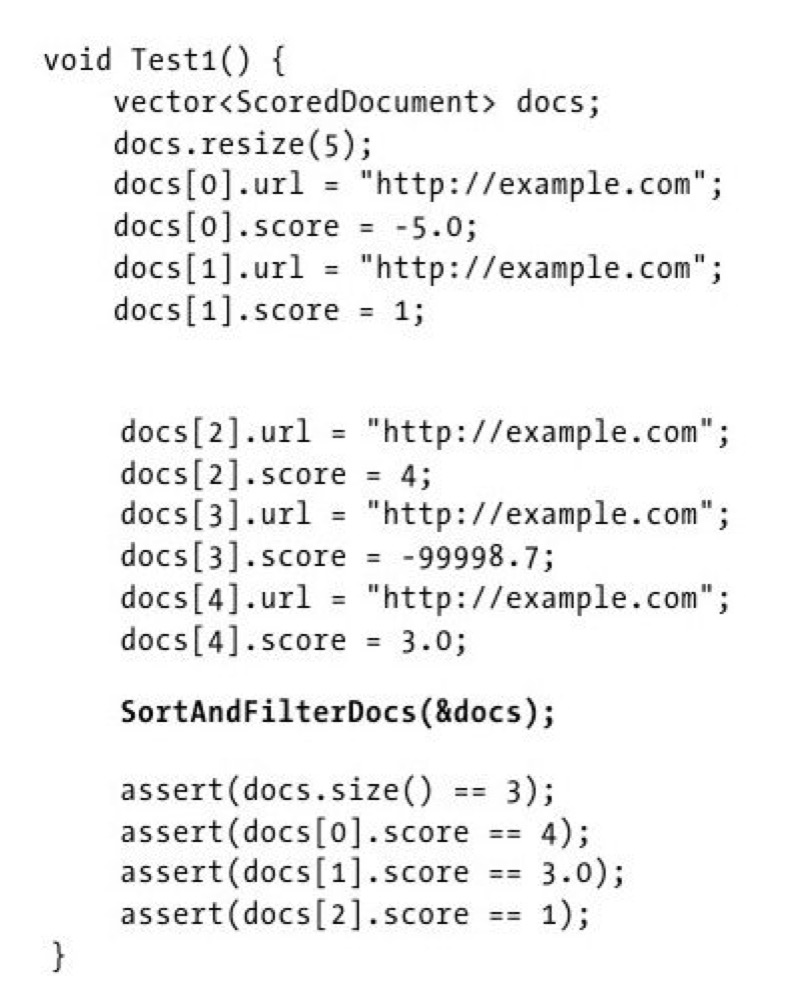 void Test1() {
vector<ScoredDocument> docs;
docs.resize(5);
docs[0].url = "http://example.com";
docs[0].score = -5.0;
docs[1].url = "http://example.com";
docs[1].score = 1;
docs[2].url = "http://example.com";
docs[2].score = 4;
docs[3].url = "http://example.com";
docs[3].score = -99998.7;
docs[4].url = "http://example.com";
docs[4].score = 3.0;
SortAndFilterDocs(&docs);
assert(docs.size() == 3);
assert(docs[0].score == 4);
assert(docs[1].score == 3.0);
assert(docs[2].score == 1);
}